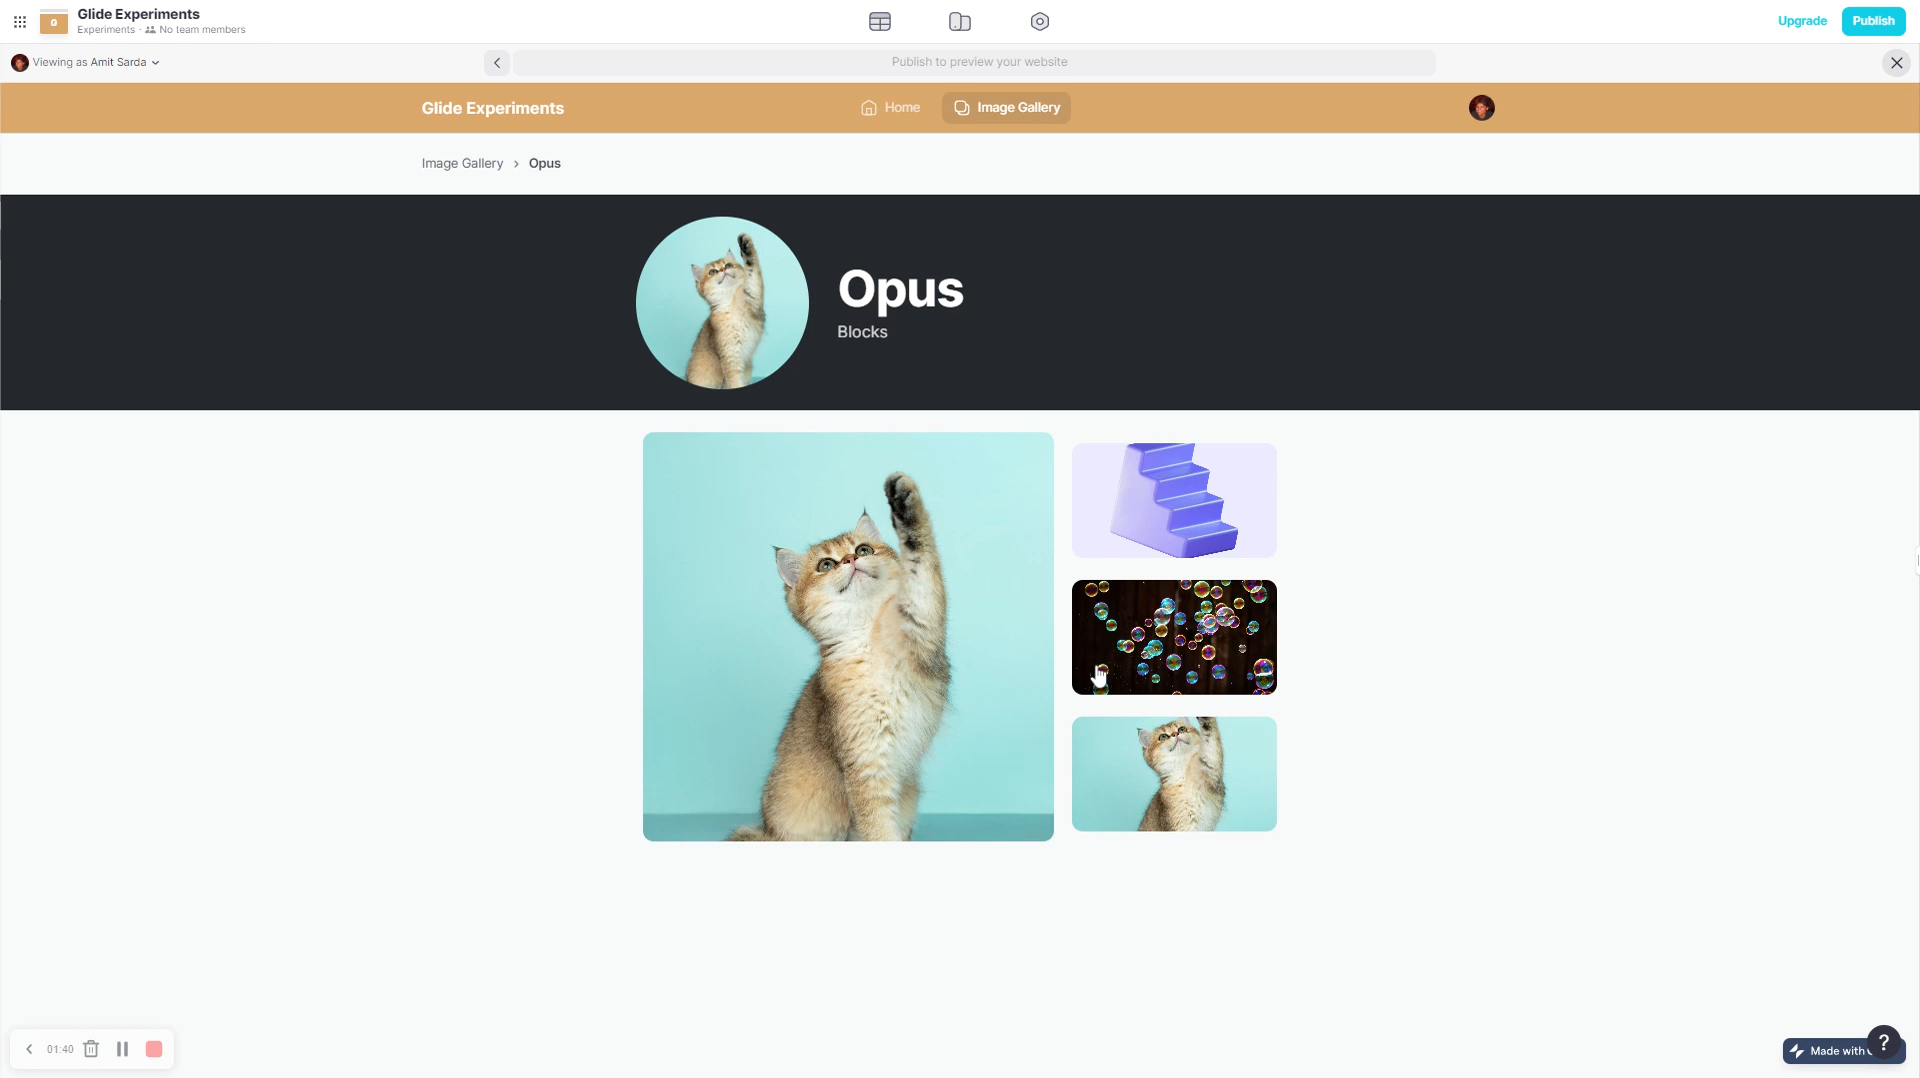 G
Glide Experiments
Experiments · No team members
Upgrade
Publish
Viewing as Amit Sarda
Publish to preview your website
Glide Experiments
Home
Image Gallery
Image Gallery › Opus
Opus
Blocks
01:40
Made with
?